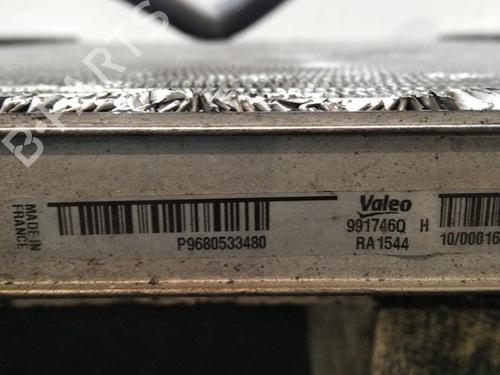 B-PARTS
MADE IN
FRANCE
P9680533480
Valeo
991746Q H
RA1544
10/00016